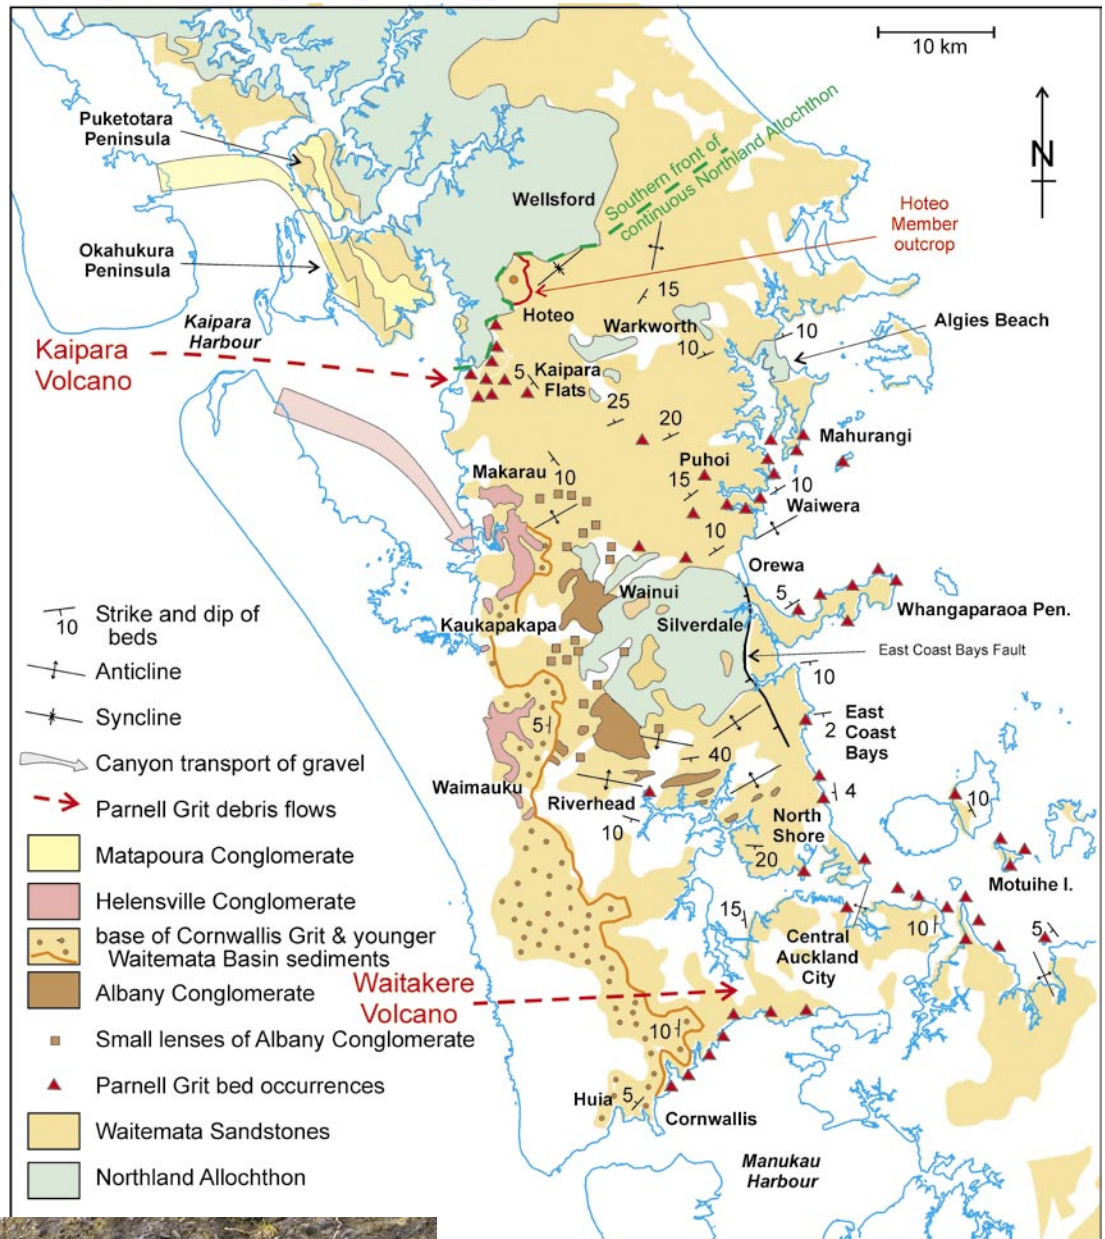 10 km
N
Puketotara
Peninsula
Okahukura
Peninsula
Kaipara
Harbour
Wellsford
Southern front of
continuous Northland Allochthon
Hoteo
Member
outcrop
15
Hoteo
Warkworth
10
10
Algies Beach
Kaipara
Volcano
5
Kaipara
Flats
25
20
Mahurangi
Puhoi
Makarau
10
15
10
Waiwera
10
Orewa
5
Wainui
Whangaparaoa Pen.
Kaukapakapa
Silverdale
East Coast Bays Fault
10
5
2
East
Coast
Bays
40
Waimauku
Riverhead
10
4
North
Shore
20
10
Motuihe I.
15
10
5
Central
Auckland
City
Waitakere
Volcano
10
Huia
5
Cornwallis
Manukau
Harbour
10
Strike and dip of
beds
Anticline
Syncline
Canyon transport of gravel
Parnell Grit debris flows
Matapoura Conglomerate
Helensville Conglomerate
base of Cornwallis Grit & younger
Waitemata Basin sediments
Albany Conglomerate
Small lenses of Albany Conglomerate
Parnell Grit bed occurrences
Waitemata Sandstones
Northland Allochthon